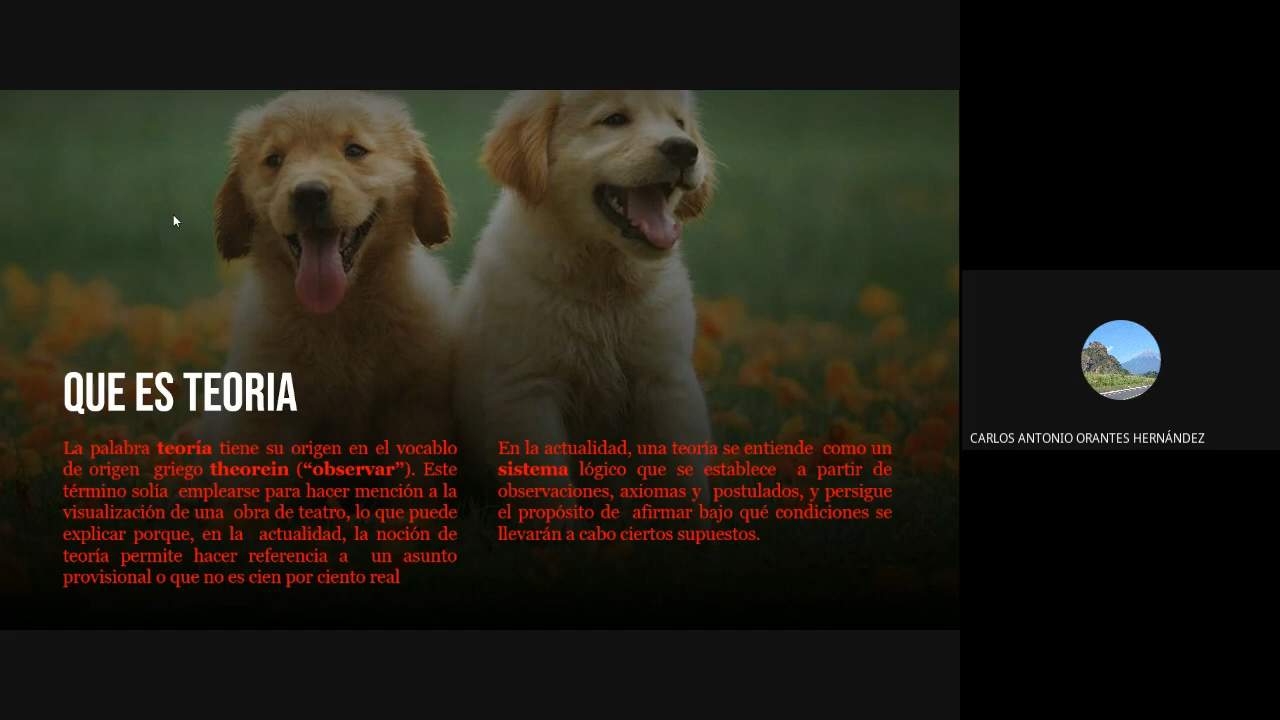 QUE ES TEORIA
La palabra teoría tiene su origen en el vocablo
de origen griego theorein (“observar”). Este
término solía emplearse para hacer mención a la
visualización de una obra de teatro, lo que puede
explicar porque, en la actualidad, la noción de
teoría permite hacer referencia a un asunto
provisional o que no es cien por ciento real
En la actualidad, una teoría se entiende como un
sistema lógico que se establece a partir de
observaciones, axiomas y postulados, y persigue
el propósito de afirmar bajo qué condiciones se
llevarán a cabo ciertos supuestos.
CARLOS ANTONIO ORANTES HERNÁNDEZ